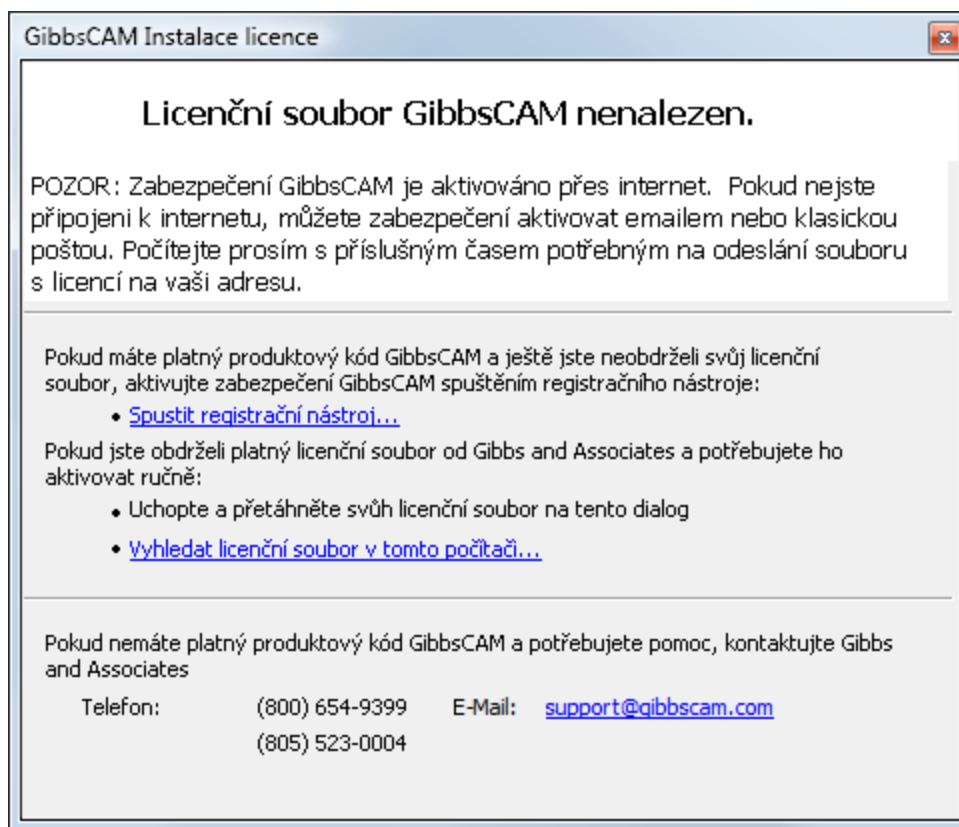 GibbsCAM Instalace licence
Licenční soubor GibbsCAM nenalezen.
POZOR: Zabezpečení GibbsCAM je aktivováno přes internet.  Pokud nejste
připojeni k internetu, můžete zabezpečení aktivovat emailem nebo klasickou
poštou. Počítejte prosím s příslušným časem potřebným na odeslání souboru
s licencí na vaši adresu.
Pokud máte platný produktový kód GibbsCAM a ještě jste neobdrželi svůj licenční
soubor, aktivujte zabezpečení GibbsCAM spuštěním registračního nástroje:
• Spustit registrační nástroj...
Pokud jste obdrželi platný licenční soubor od Gibbs and Associates a potřebujete ho
aktivovat ručně:
• Uchopte a přetáhněte svůh licenční soubor na tento dialog
• Vyhledat licenční soubor v tomto počítači...
Pokud nemáte platný produktový kód GibbsCAM a potřebujete pomoc, kontaktujte Gibbs
and Associates
Telefon: (800) 654-9399 E-Mail: support@gibbscam.com
(805) 523-0004